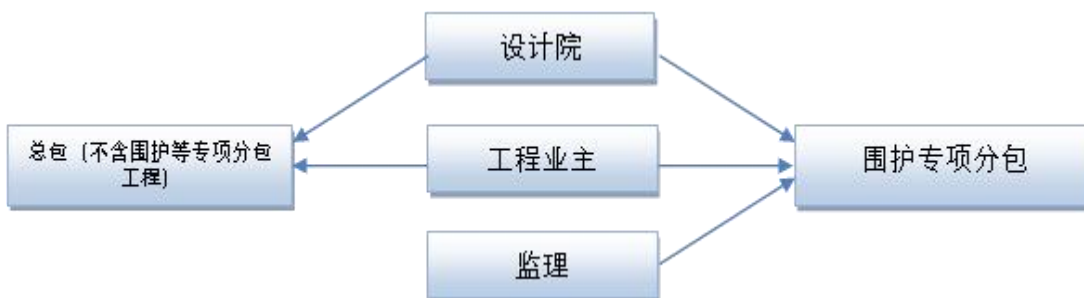 设计院
总包（不含围护等专项分包
工程）
工程业主
围护专项分包
监理